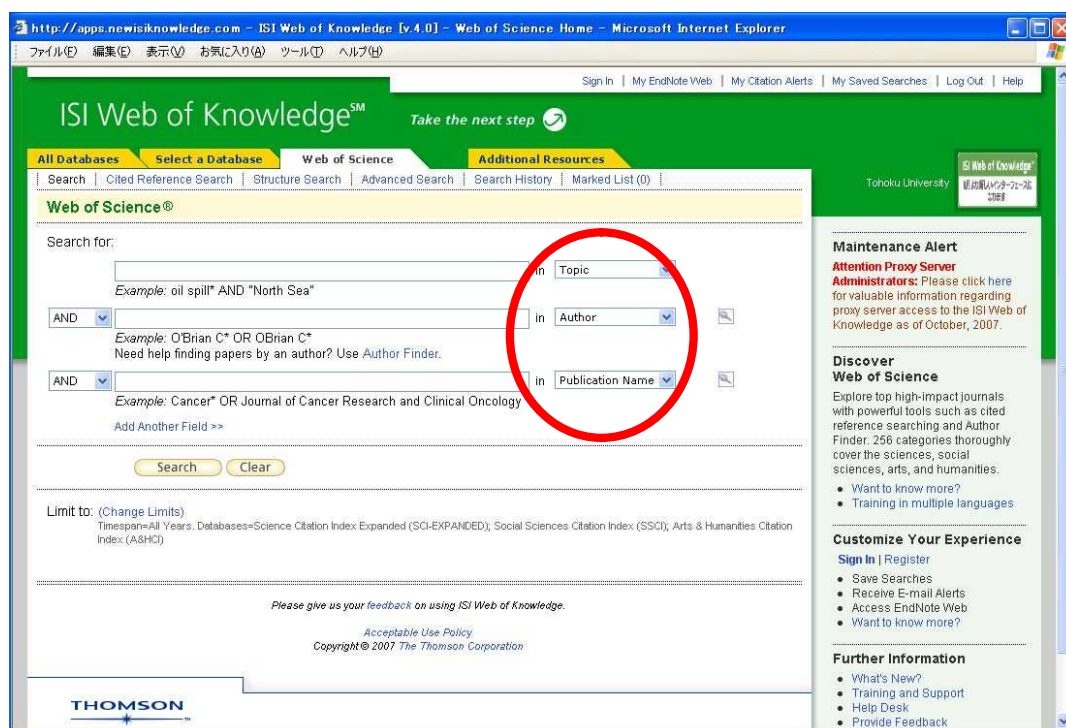 http://apps.newisiknowledge.com - ISI Web of Knowledge [v.4.0] - Web of Science Home - Microsoft Internet Explorer
ファイル(F) 編集(E) 表示(V) お気に入り(A) ツール(T) ヘルプ(H)
Sign In | My EndNote Web | My Citation Alerts | My Saved Searches | Log Out | Help
ISI Web of Knowledge℠ Take the next step
All Databases Select a Database Web of Science Additional Resources
Search | Cited Reference Search | Structure Search | Advanced Search | Search History | Marked List (0) |
Tohoku University
ISI Web of Knowledge
Web of Science®
Search for:
in Topic
Example: oil spill* AND "North Sea"
AND in Author
Example: O'Brian C* OR OBrian C*
Need help finding papers by an author? Use Author Finder.
AND in Publication Name
Example: Cancer* OR Journal of Cancer Research and Clinical Oncology
Add Another Field >>
Search Clear
Limit to: (Change Limits)
Timespan=All Years. Databases=Science Citation Index Expanded (SCI-EXPANDED); Social Sciences Citation Index (SSCI); Arts & Humanities Citation
Index (A&HCI)
Please give us your feedback on using ISI Web of Knowledge.
Acceptable Use Policy
Copyright © 2007 The Thomson Corporation
THOMSON
Maintenance Alert
Attention Proxy Server
Administrators: Please click here
for valuable information regarding
proxy server access to the ISI Web of
Knowledge as of October, 2007.
Discover
Web of Science
Explore top high-impact journals
with powerful tools such as cited
reference searching and Author
Finder. 256 categories thoroughly
cover the sciences, social
sciences, arts, and humanities.
• Want to know more?
• Training in multiple languages
Customize Your Experience
Sign In | Register
• Save Searches
• Receive E-mail Alerts
• Access EndNote Web
• Want to know more?
Further Information
• What's New?
• Training and Support
• Help Desk
• Provide Feedback